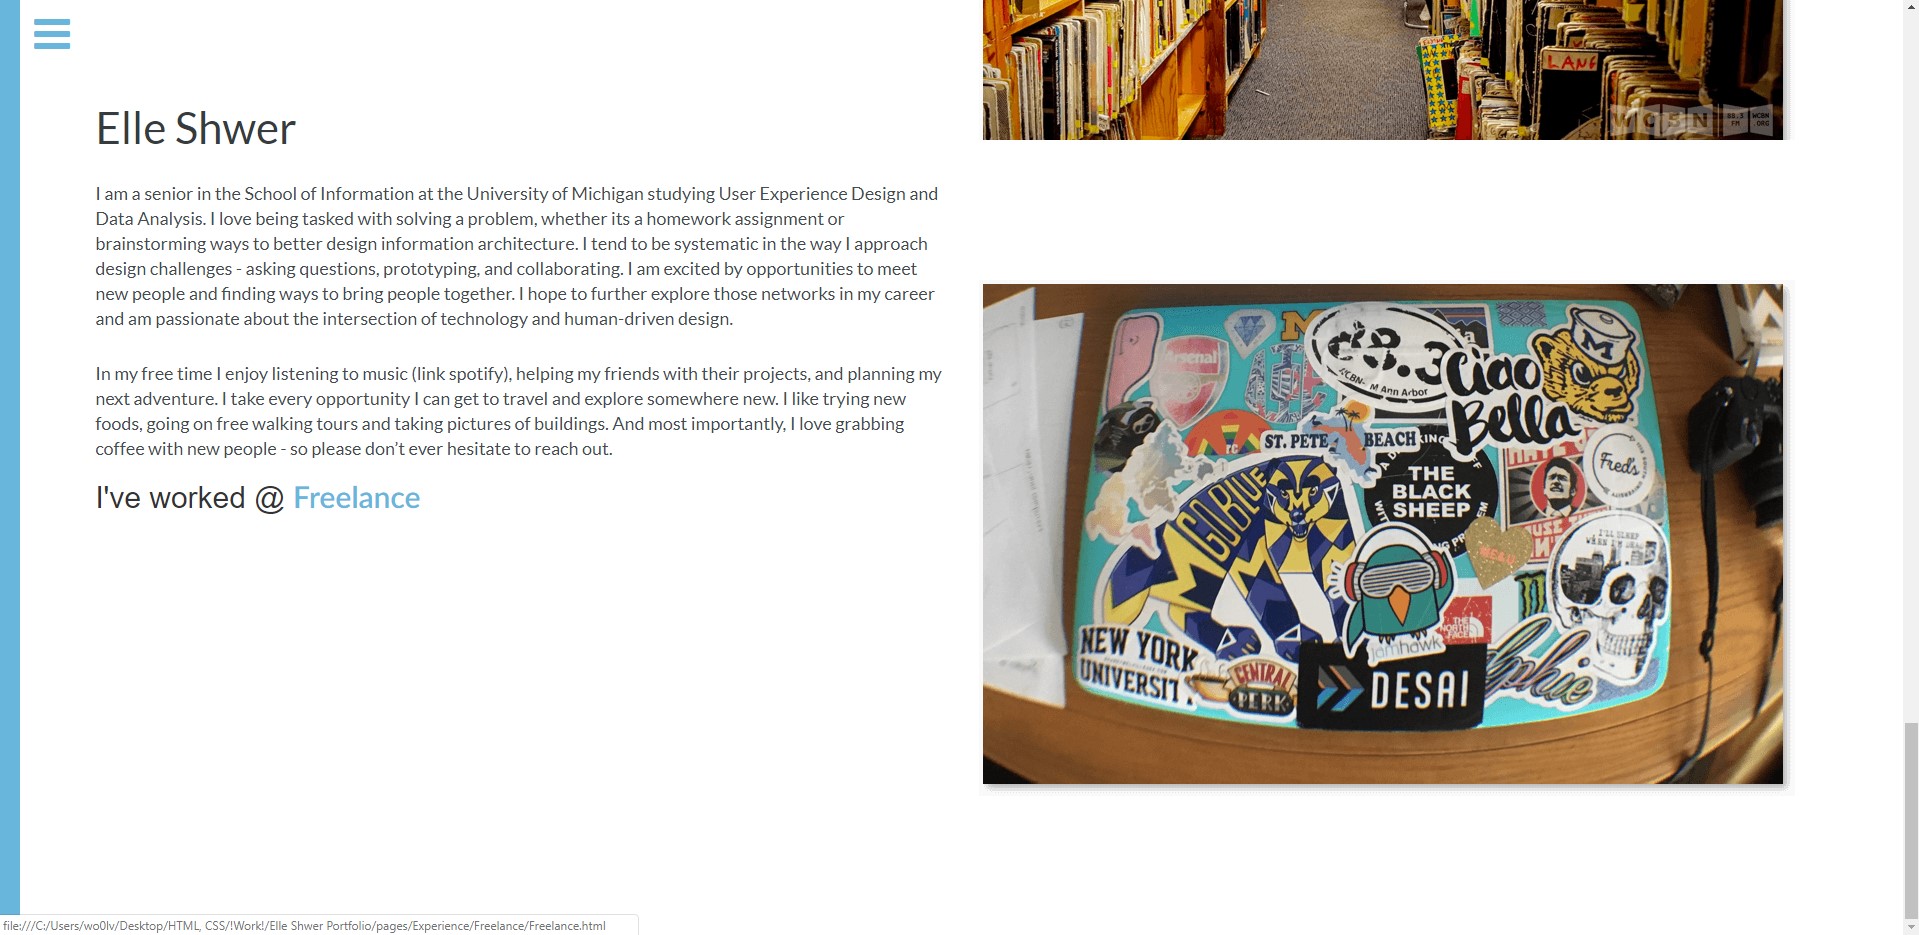 LANG
WCBN 88.3 FM WCBN.ORG
Elle Shwer
I am a senior in the School of Information at the University of Michigan studying User Experience Design and
Data Analysis. I love being tasked with solving a problem, whether its a homework assignment or
brainstorming ways to better design information architecture. I tend to be systematic in the way I approach
design challenges - asking questions, prototyping, and collaborating. I am excited by opportunities to meet
new people and finding ways to bring people together. I hope to further explore those networks in my career
and am passionate about the intersection of technology and human-driven design.
In my free time I enjoy listening to music (link spotify), helping my friends with their projects, and planning my
next adventure. I take every opportunity I can get to travel and explore somewhere new. I like trying new
foods, going on free walking tours and taking pictures of buildings. And most importantly, I love grabbing
coffee with new people - so please don’t ever hesitate to reach out.
I've worked @ Freelance
M
Arsenal
88.3
WCBN- M Ann Arbor
Ciao
Bella
M
ST. PETE BEACH
THE
BLACK
SHEEP
Fred's
GO BLUE
M
I'LL SLEEP
WHEN I'M DEAD
THE
NORTH
FACE
jamhawk
NEW YORK
UNIVERSIT
CENTRAL
PERK
DESAI
file:///C:/Users/wo0lv/Desktop/HTML, CSS/!Work!/Elle Shwer Portfolio/pages/Experience/Freelance/Freelance.html